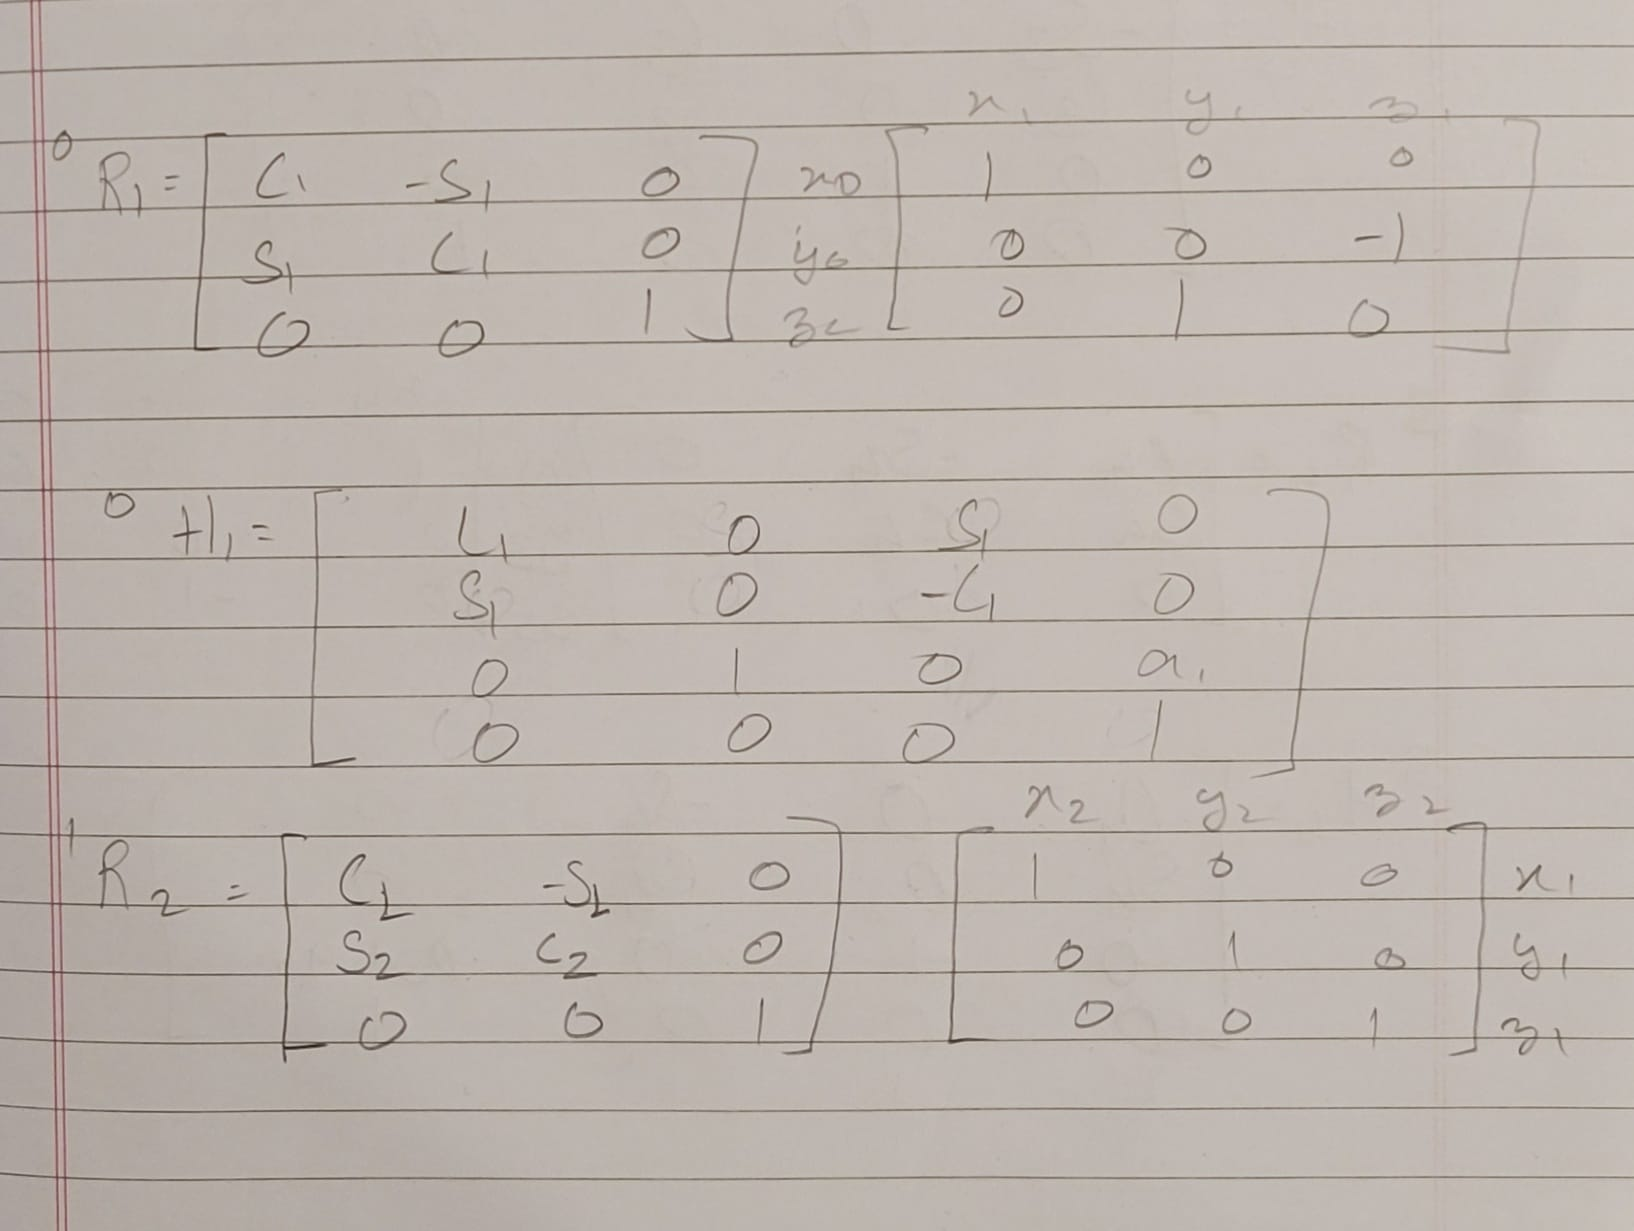 x₁ y₁ z₁
⁰R₁ = [ C₁ -S₁ 0 ] x0 [ 1 0 0 ]
[ S₁ C₁ 0 ] y₀ [ 0 0 -1 ]
[ 0 0 1 ] z₀ [ 0 1 0 ]
⁰H₁ = [ C₁ 0 S₁ 0 ]
[ S₁ 0 -C₁ 0 ]
[ 0 1 0 a₁ ]
[ 0 0 0 1 ]
x₂ y₂ z₂
¹R₂ = [ C₂ -S₂ 0 ] [ 1 0 0 ] x₁
[ S₂ C₂ 0 ] [ 0 1 0 ] y₁
[ 0 0 1 ] [ 0 0 1 ] z₁